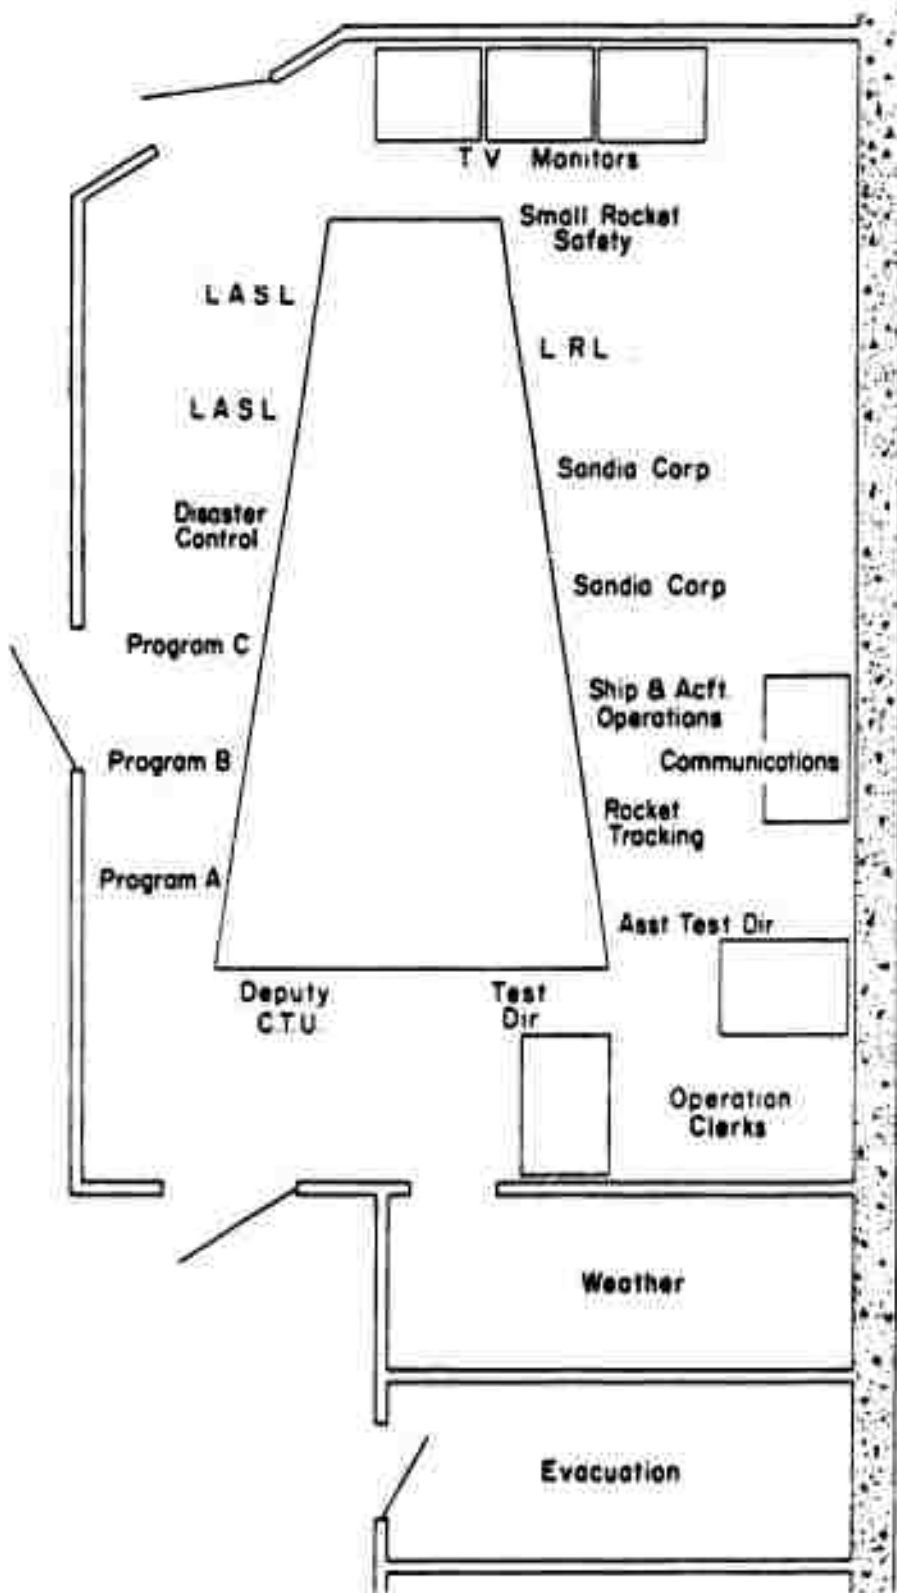 T V Monitors
Small Rocket
Safety
LASL
LRL
LASL
Sandia Corp
Disaster
Control
Sandia Corp
Program C
Ship & Acft.
Operations
Program B
Communications
Rocket
Tracking
Program A
Asst Test Dir
Deputy
C.T.U.
Test
Dir
Operation
Clerks
Weather
Evacuation